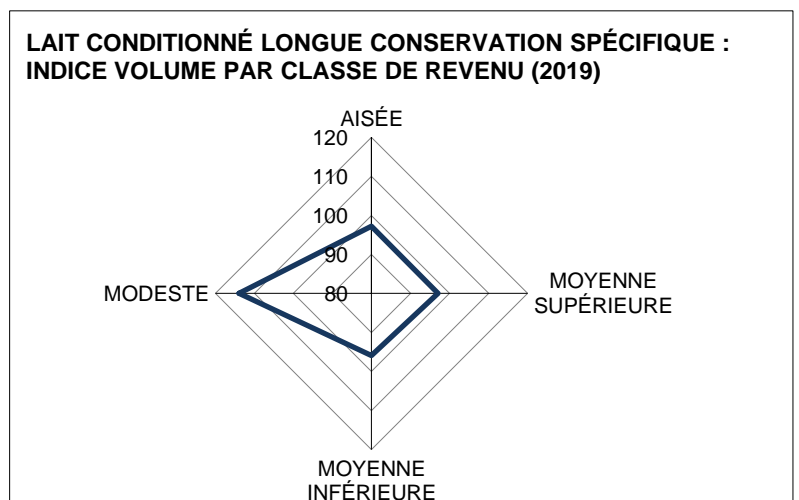 LAIT CONDITIONNÉ LONGUE CONSERVATION SPÉCIFIQUE :
INDICE VOLUME PAR CLASSE DE REVENU (2019)
AISÉE
120
110
100
90
80
MODESTE
MOYENNE
SUPÉRIEURE
MOYENNE
INFÉRIEURE